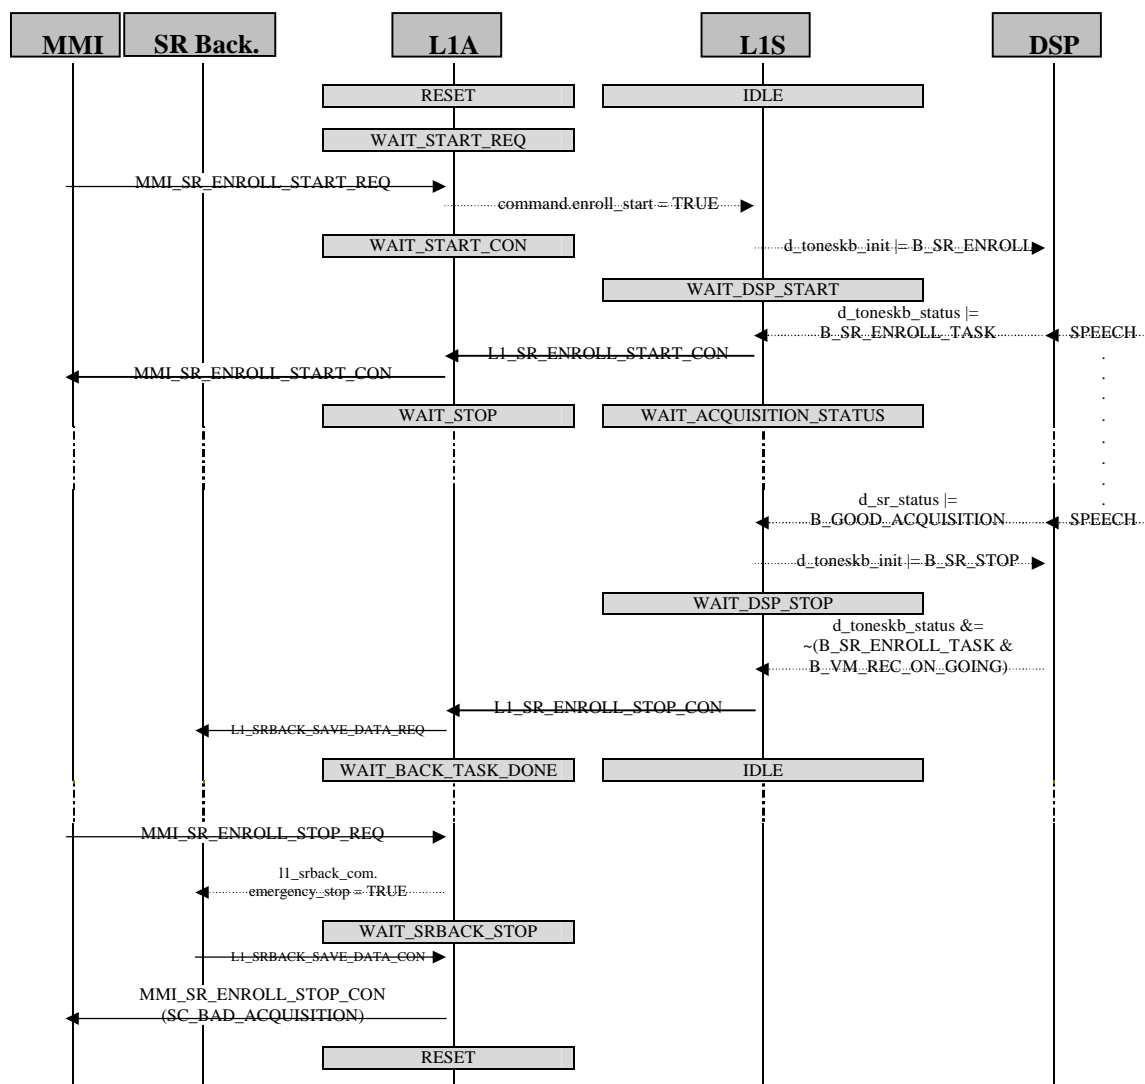 MMI SR Back. L1A L1S DSP
RESET IDLE
WAIT_START_REQ
MMI_SR_ENROLL_START_REQ
command.enroll_start = TRUE
WAIT_START_CON
d_toneskb_init |= B_SR_ENROLL
WAIT_DSP_START
d_toneskb_status |=
B_SR_ENROLL_TASK SPEECH
L1_SR_ENROLL_START_CON
MMI_SR_ENROLL_START_CON
WAIT_STOP WAIT_ACQUISITION_STATUS
d_sr_status |=
B_GOOD_ACQUISITION SPEECH
d_toneskb_init |= B_SR_STOP
WAIT_DSP_STOP
d_toneskb_status &=
~(B_SR_ENROLL_TASK &
B_VM_REC_ON_GOING)
L1_SR_ENROLL_STOP_CON
L1_SRBACK_SAVE_DATA_REQ
WAIT_BACK_TASK_DONE IDLE
MMI_SR_ENROLL_STOP_REQ
l1_srback_com.
emergency_stop = TRUE
WAIT_SRBACK_STOP
L1_SRBACK_SAVE_DATA_CON
MMI_SR_ENROLL_STOP_CON
(SC_BAD_ACQUISITION)
RESET